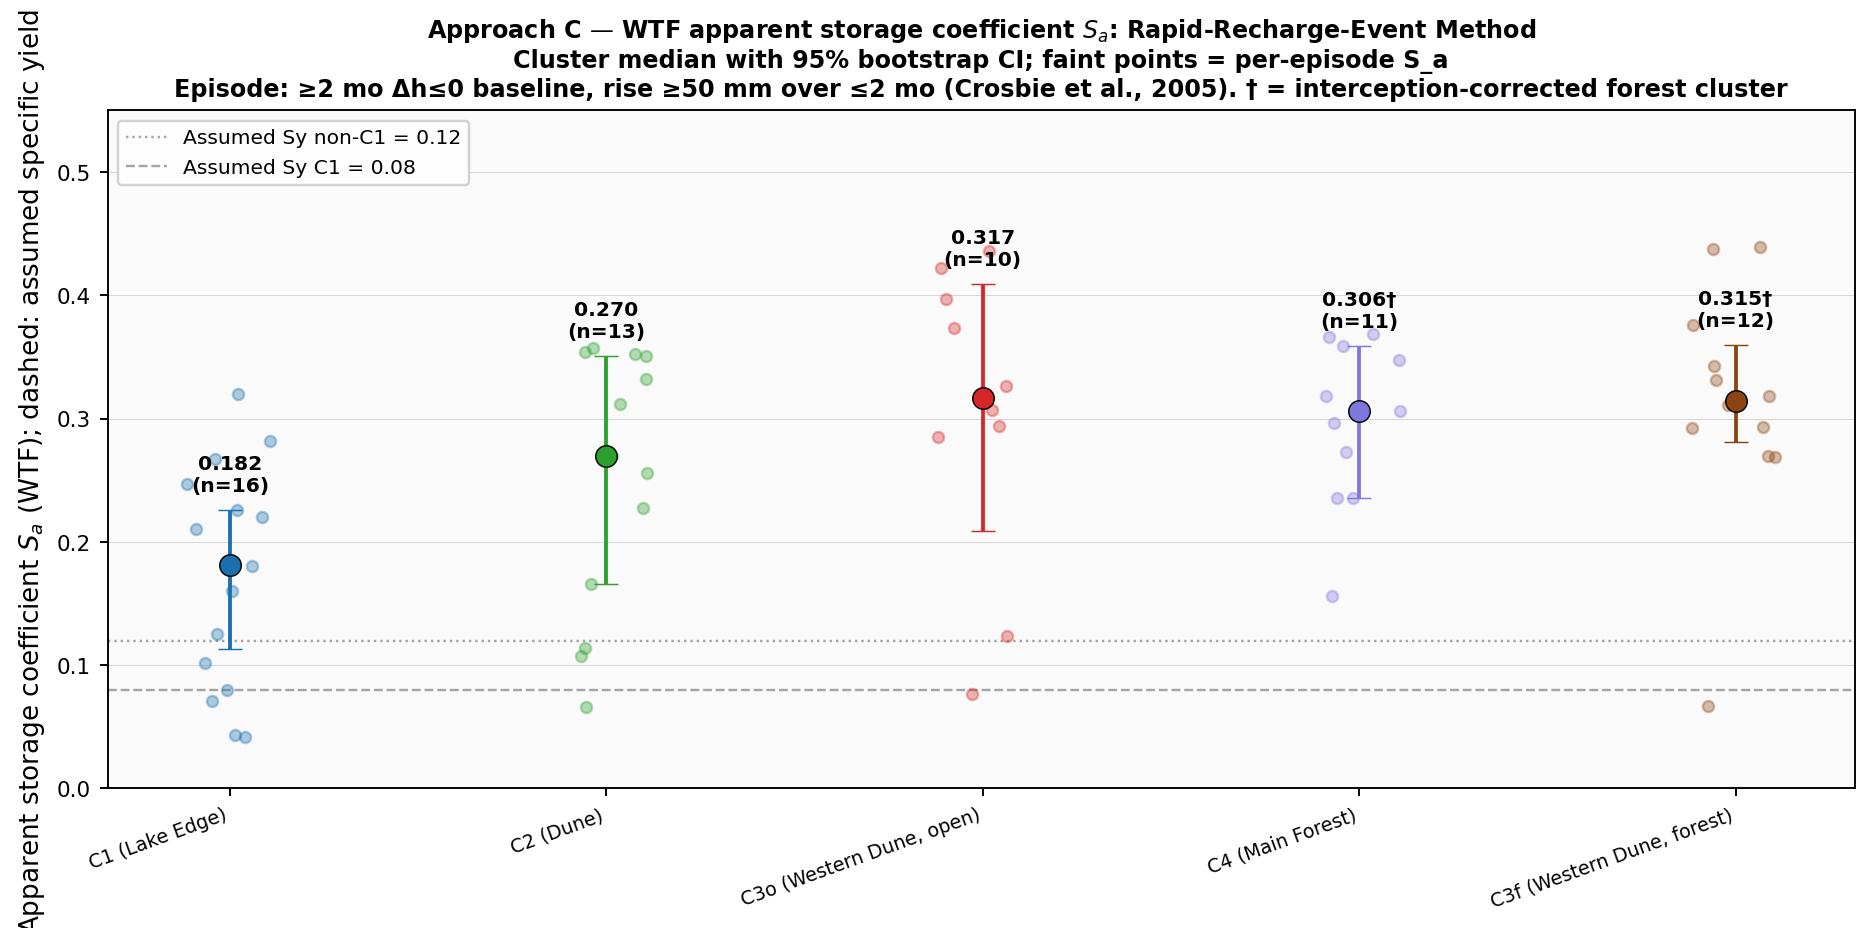 Approach C — WTF apparent storage coefficient Sₐ: Rapid-Recharge-Event Method
Cluster median with 95% bootstrap CI; faint points = per-episode S_a
Episode: ≥2 mo Δh≤0 baseline, rise ≥50 mm over ≤2 mo (Crosbie et al., 2005). † = interception-corrected forest cluster
Apparent storage coefficient Sₐ (WTF); dashed: assumed specific yield
Assumed Sy non-C1 = 0.12
Assumed Sy C1 = 0.08
0.5
0.4
0.3
0.2
0.1
0.0
0.182
(n=16)
0.270
(n=13)
0.317
(n=10)
0.306†
(n=11)
0.315†
(n=12)
C1 (Lake Edge)
C2 (Dune)
C3o (Western Dune, open)
C4 (Main Forest)
C3f (Western Dune, forest)